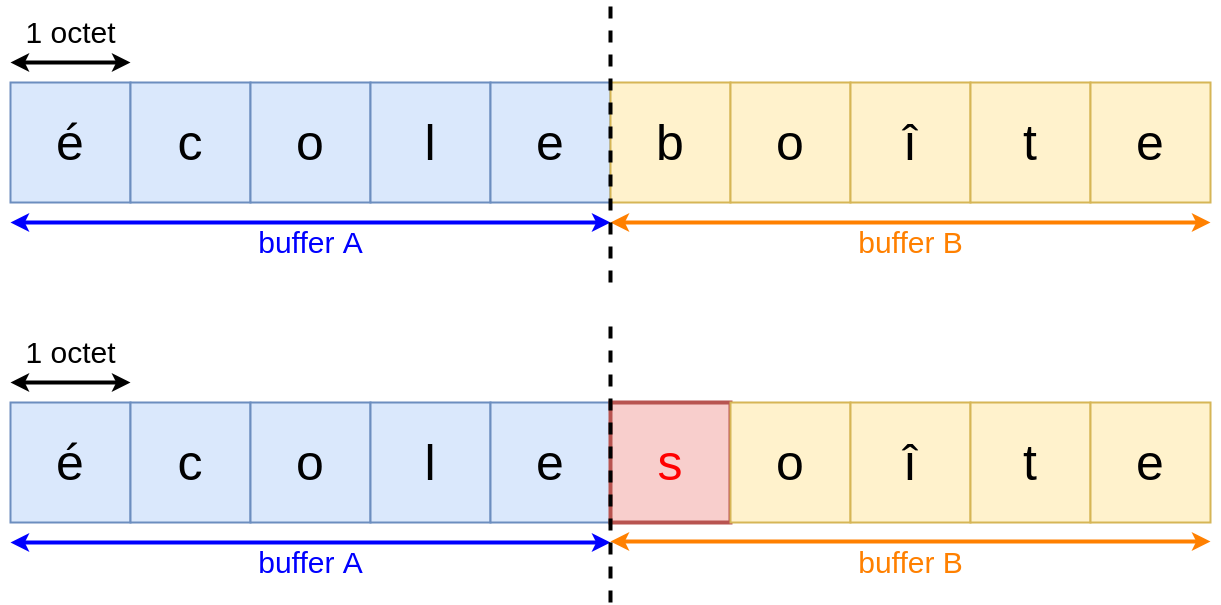 1 octet
é c o l e b o î t e
buffer A buffer B
1 octet
é c o l e s o î t e
buffer A buffer B